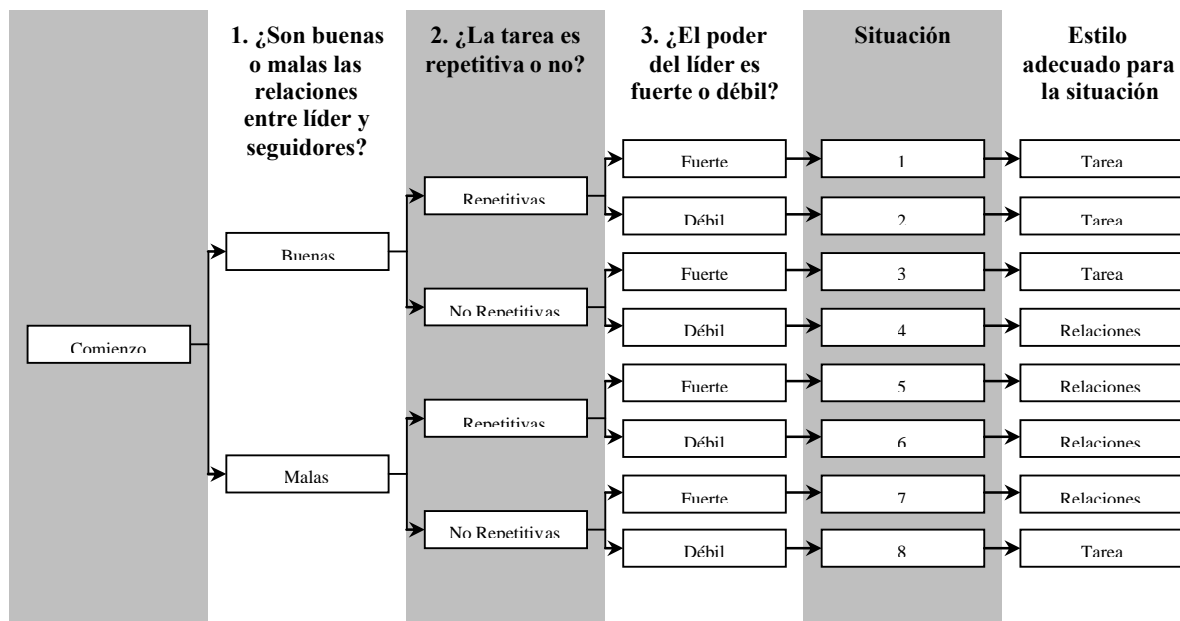 1. ¿Son buenas
o malas las
relaciones
entre líder y
seguidores?
2. ¿La tarea es
repetitiva o no?
3. ¿El poder
del líder es
fuerte o débil?
Situación
Estilo
adecuado para
la situación
Comienzo
Buenas
Malas
Repetitivas
No Repetitivas
Repetitivas
No Repetitivas
Fuerte
1
Tarea
Débil
2
Tarea
Fuerte
3
Tarea
Débil
4
Relaciones
Fuerte
5
Relaciones
Débil
6
Relaciones
Fuerte
7
Relaciones
Débil
8
Tarea